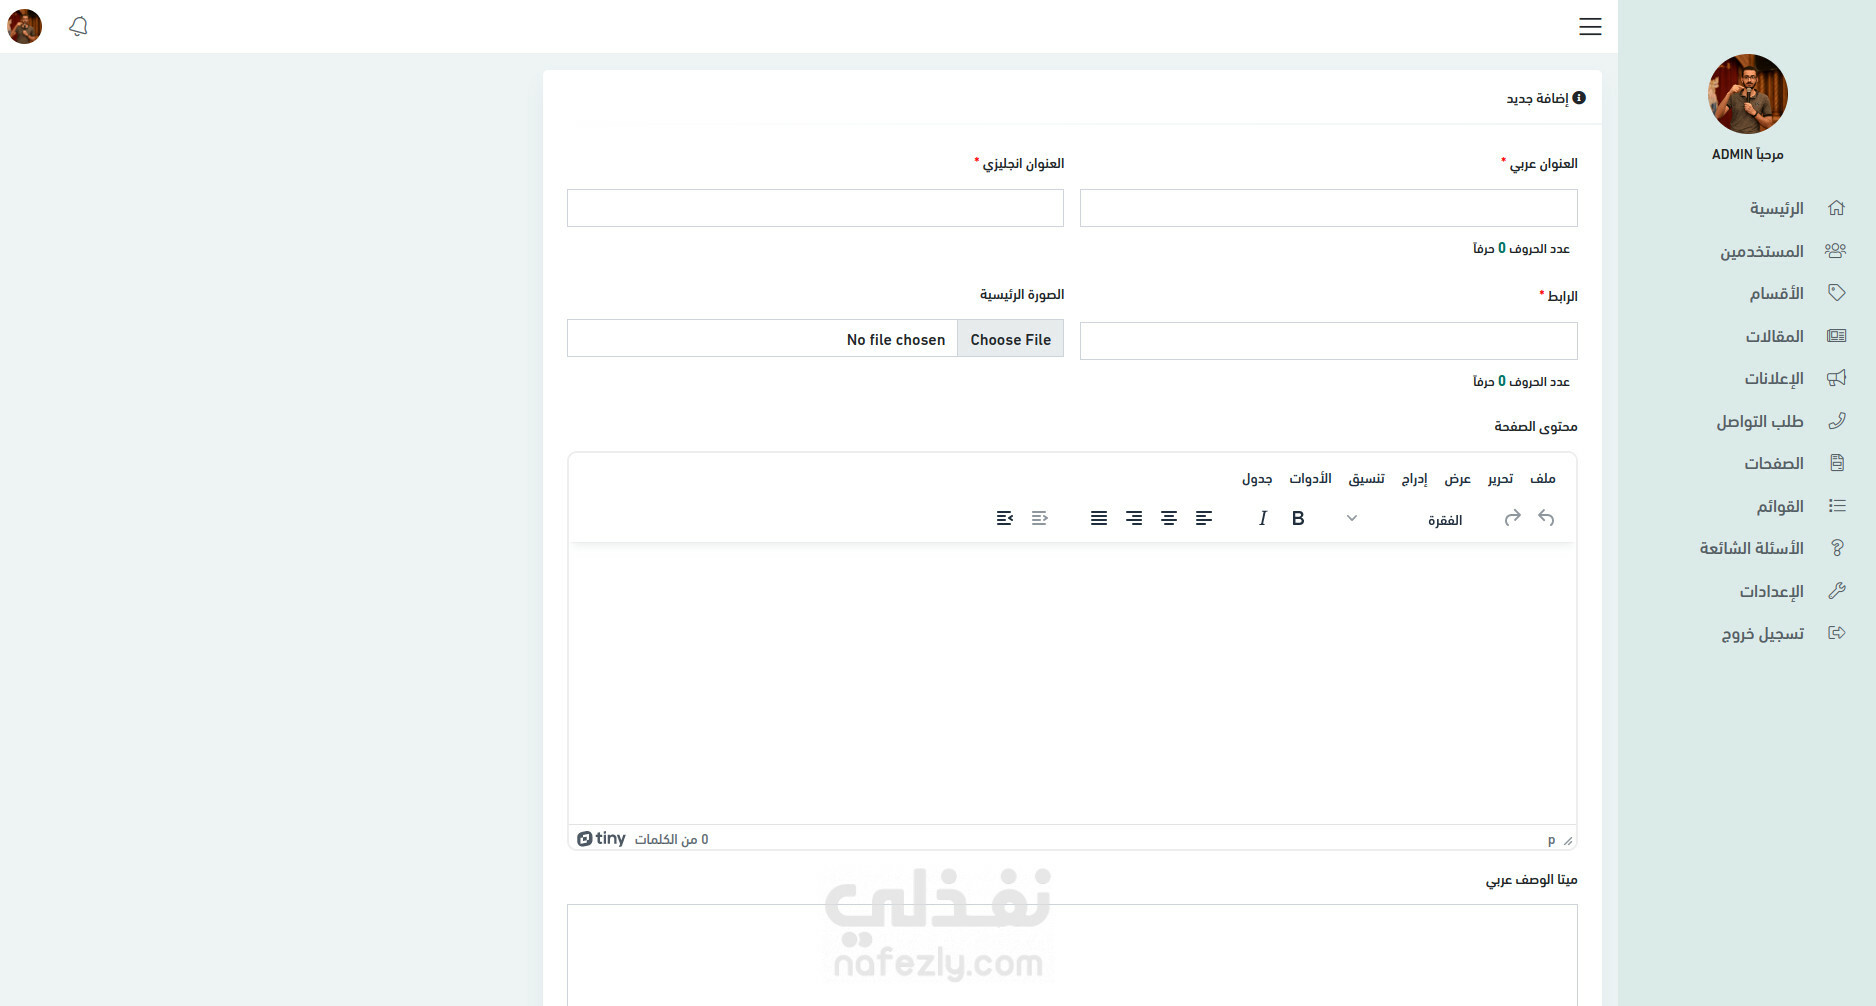 مرحباً ADMIN
الرئيسية
المستخدمين
الأقسام
المقالات
الإعلانات
طلب التواصل
الصفحات
القوائم
الأسئلة الشائعة
الإعدادات
تسجيل خروج
إضافة جديد
العنوان عربي *
العنوان انجليزي *
عدد الحروف 0 حرفاً
الرابط *
الصورة الرئيسية
Choose File No file chosen
عدد الحروف 0 حرفاً
محتوى الصفحة
ملف تحرير عرض إدراج تنسيق الأدوات جدول
الفقرة B I
p
0 من الكلمات tiny
ميتا الوصف عربي
نفذلي
nafezly.com